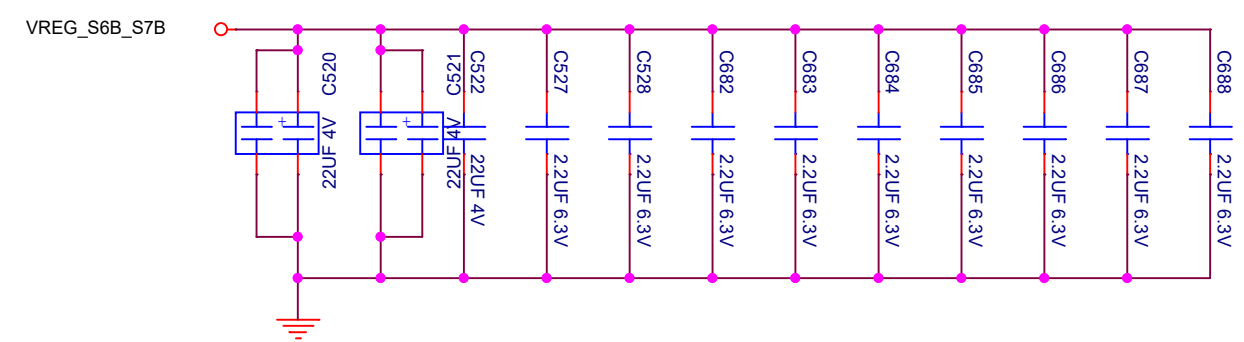 VREG_S6B_S7B
C520
22UF 4V
+
C521
22UF 4V
+
C522
22UF 4V
C527
2.2UF 6.3V
C528
2.2UF 6.3V
C682
2.2UF 6.3V
C683
2.2UF 6.3V
C684
2.2UF 6.3V
C685
2.2UF 6.3V
C686
2.2UF 6.3V
C687
2.2UF 6.3V
C688
2.2UF 6.3V